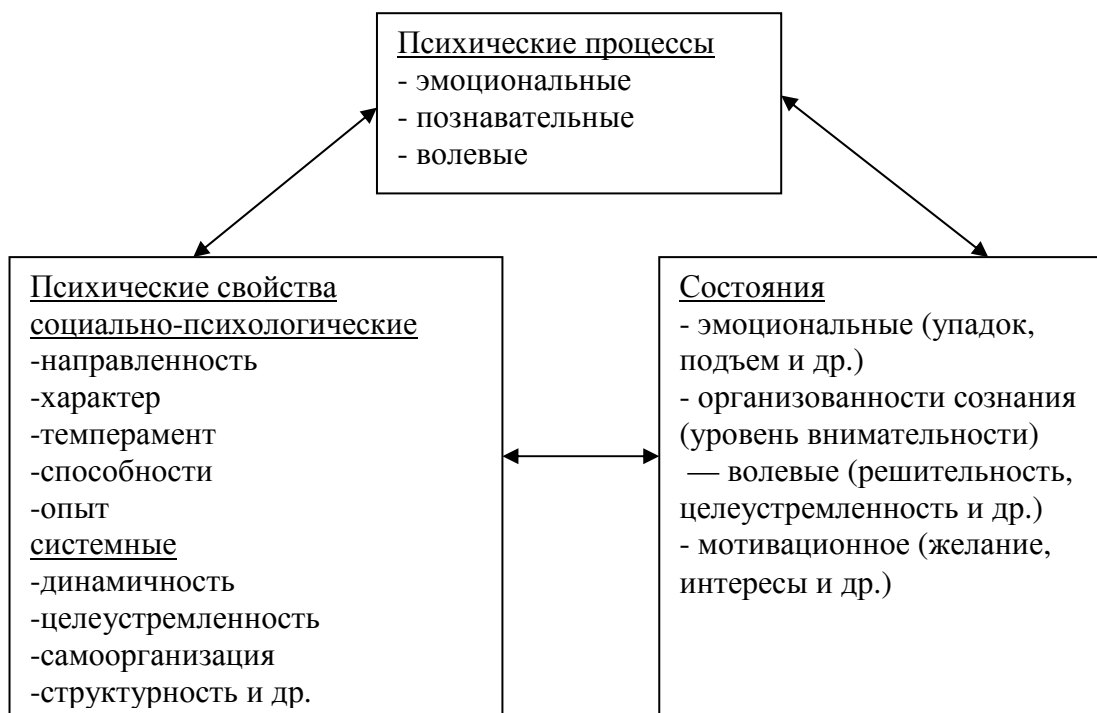 Психические процессы
- эмоциональные
- познавательные
- волевые
Психические свойства
социально-психологические
-направленность
-характер
-темперамент
-способности
-опыт
системные
-динамичность
-целеустремленность
-самоорганизация
-структурность и др.
Состояния
- эмоциональные (упадок,
подъем и др.)
- организованности сознания
(уровень внимательности)
— волевые (решительность,
целеустремленность и др.)
- мотивационное (желание,
интересы и др.)